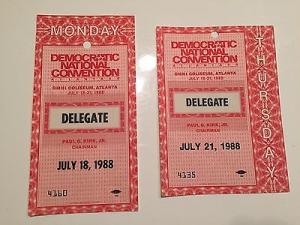 MONDAY
DEMOCRATIC
NATIONAL
CONVENTION
OMNI COLISEUM, ATLANTA
JULY 18-21, 1988
DELEGATE
PAUL G. KIRK, JR.
CHAIRMAN
JULY 18, 1988
4160
THURSDAY
DEMOCRATIC
NATIONAL
CONVENTION
OMNI COLISEUM, ATLANTA
JULY 18-21, 1988
DELEGATE
PAUL G. KIRK, JR.
CHAIRMAN
JULY 21, 1988
4135